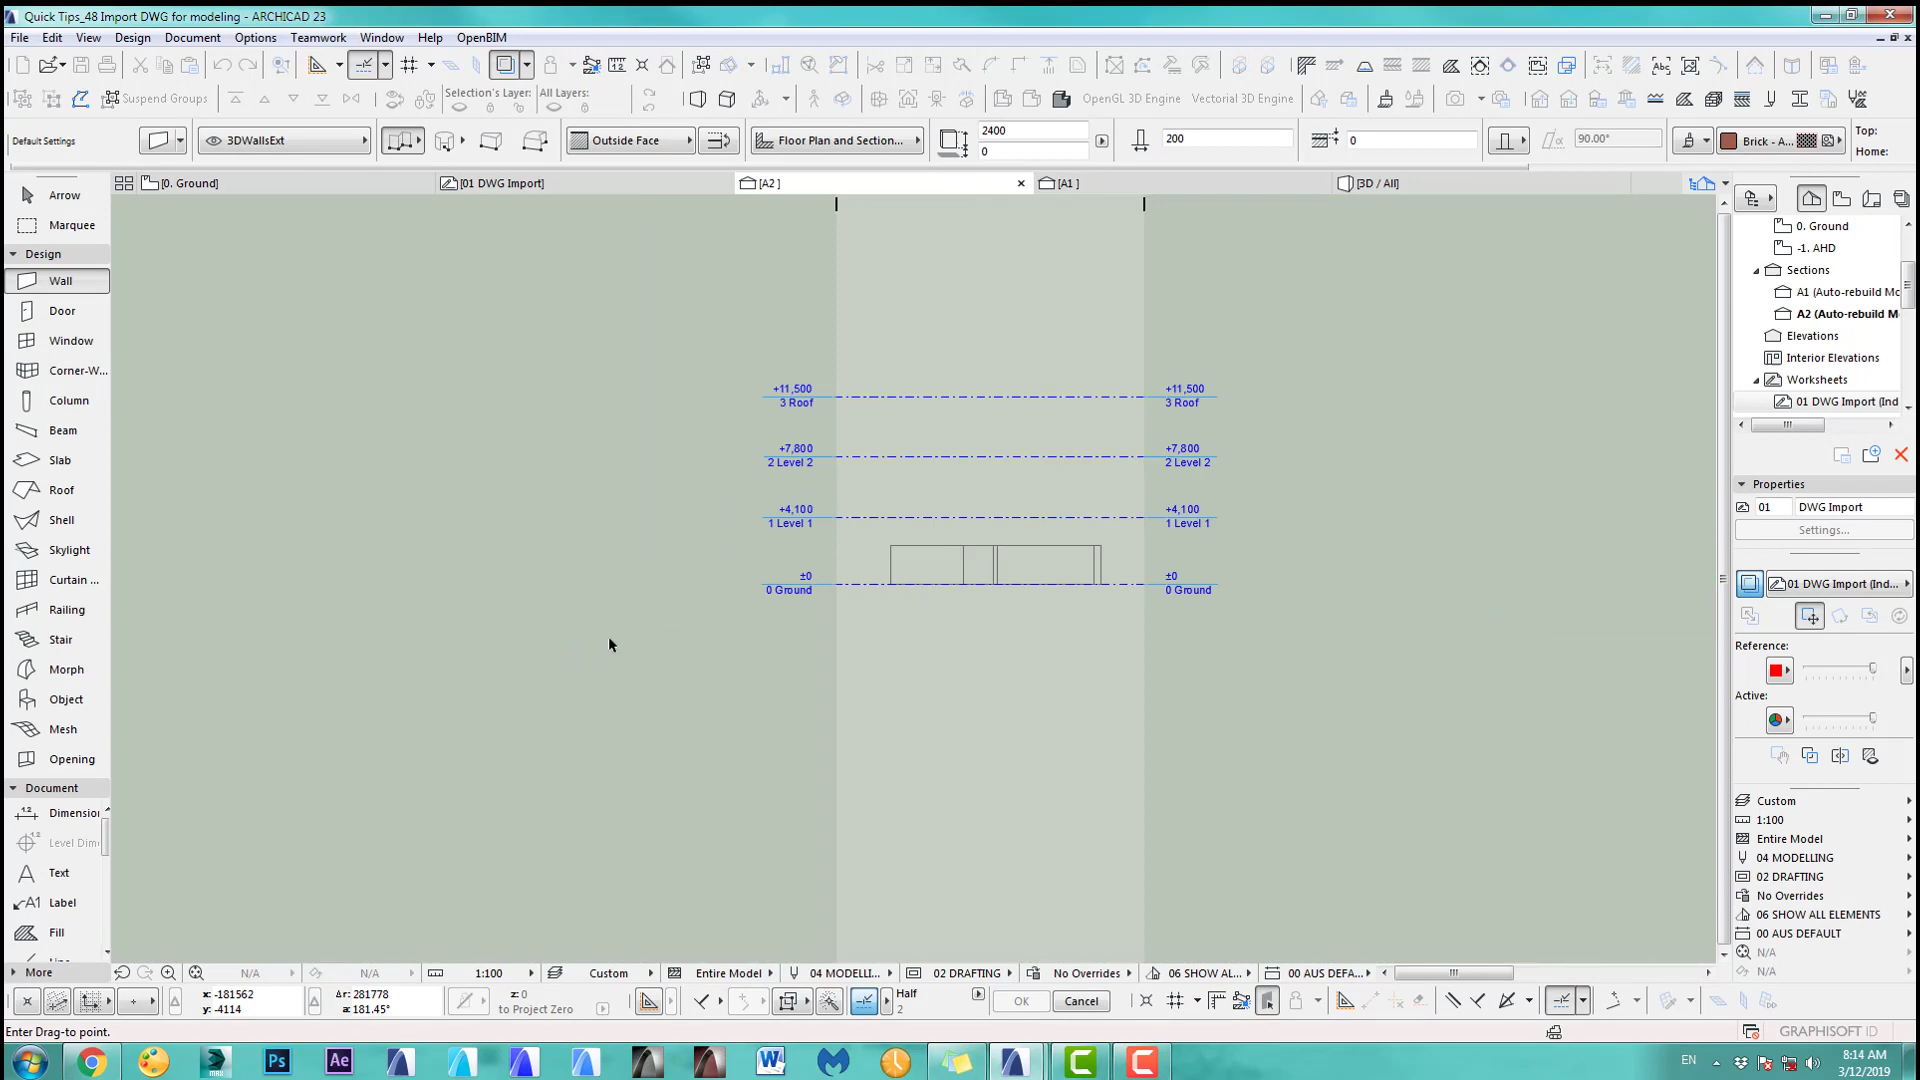 Quick Tips_48 Import DWG for modeling - ARCHICAD 23
File Edit View Design Document Options Teamwork Window Help OpenBIM
Suspend Groups Selection's Layer: All Layers: OpenGL 3D Engine Vectorial 3D Engine
Default Settings 3DWallsExt Outside Face Floor Plan and Section... 2400 0 200 0 90.00° Brick - A... Top: Home:
[0. Ground] [01 DWG Import] [A2 ] [A1 ] [3D / All]
Arrow
Marquee
Design
Wall
Door
Window
Corner-W...
Column
Beam
Slab
Roof
Shell
Skylight
Curtain ...
Railing
Stair
Morph
Object
Mesh
Opening
Document
Dimension
Level Dim
Text
A1 Label
Fill
More
+11,500 +11,500
3 Roof 3 Roof
+7,800 +7,800
2 Level 2 2 Level 2
+4,100 +4,100
1 Level 1 1 Level 1
±0 ±0
0 Ground 0 Ground
0. Ground
-1. AHD
Sections
A1 (Auto-rebuild Mc
A2 (Auto-rebuild M
Elevations
Interior Elevations
Worksheets
01 DWG Import (Ind
Properties
01 DWG Import
Settings...
01 DWG Import (Ind...
Reference:
Active:
Custom
1:100
Entire Model
04 MODELLING
02 DRAFTING
No Overrides
06 SHOW ALL ELEMENTS
00 AUS DEFAULT
N/A
N/A
N/A N/A 1:100 Custom Entire Model 04 MODELLI... 02 DRAFTING No Overrides 06 SHOW AL... 00 AUS DEFA...
x: -181562 Δr: 281778 z: 0 Half OK Cancel
y: -4114 a: 181.45° to Project Zero 2
Enter Drag-to point. GRAPHISOFT ID
Ps Ae EN 8:14 AM
3/12/2019